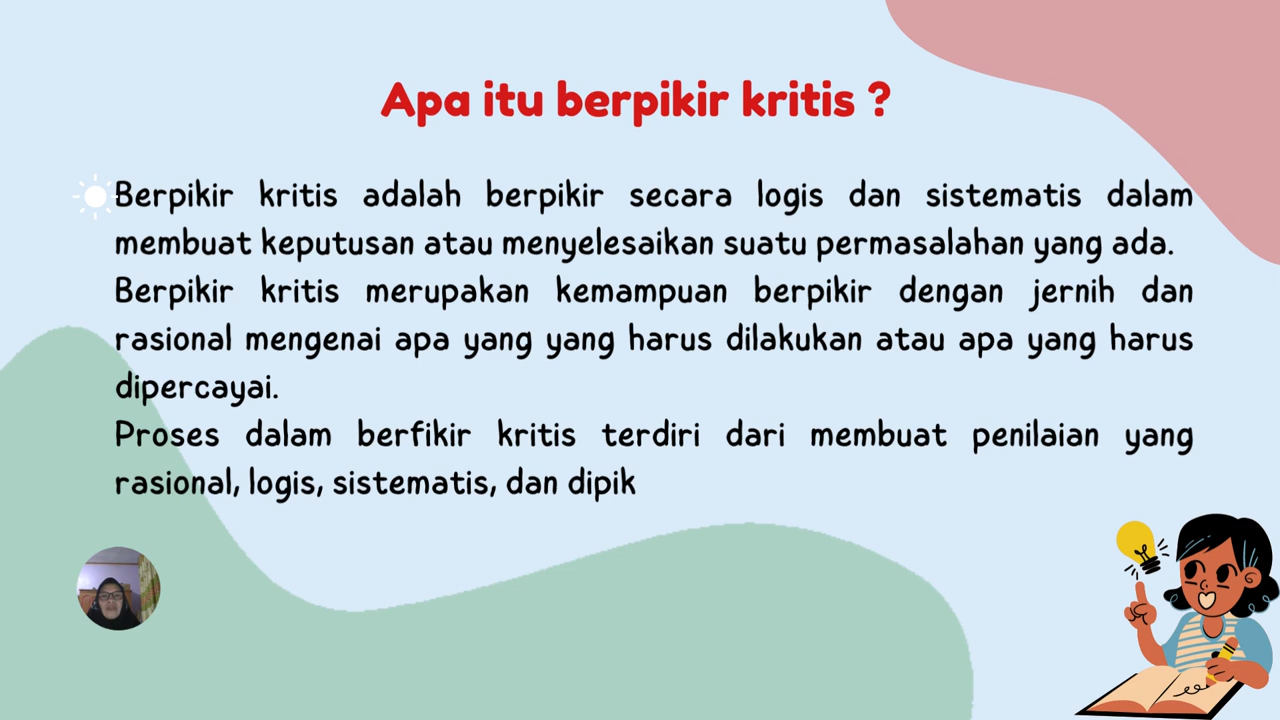 Apa itu berpikir kritis ?
Berpikir kritis adalah berpikir secara logis dan sistematis dalam
membuat keputusan atau menyelesaikan suatu permasalahan yang ada.
Berpikir kritis merupakan kemampuan berpikir dengan jernih dan
rasional mengenai apa yang yang harus dilakukan atau apa yang harus
dipercayai.
Proses dalam berfikir kritis terdiri dari membuat penilaian yang
rasional, logis, sistematis, dan dipik